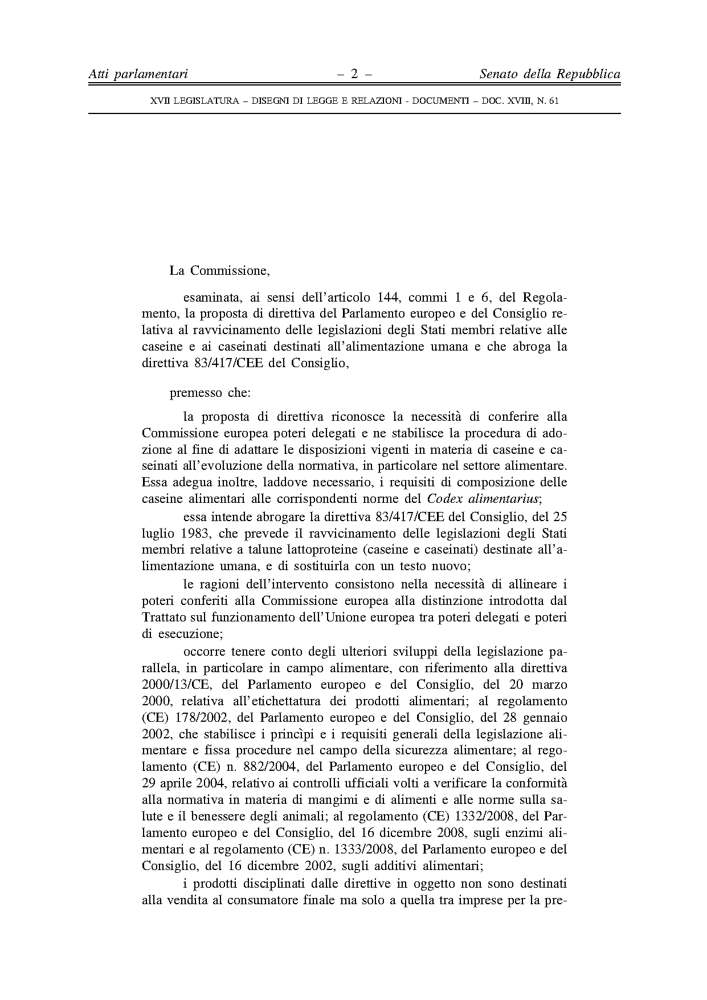 Atti parlamentari – 2 – Senato della Repubblica
XVII LEGISLATURA – DISEGNI DI LEGGE E RELAZIONI - DOCUMENTI – DOC. XVIII, N. 61
La Commissione,
esaminata, ai sensi dell’articolo 144, commi 1 e 6, del Regola-
mento, la proposta di direttiva del Parlamento europeo e del Consiglio re-
lativa al ravvicinamento delle legislazioni degli Stati membri relative alle
caseine e ai caseinati destinati all’alimentazione umana e che abroga la
direttiva 83/417/CEE del Consiglio,
premesso che:
la proposta di direttiva riconosce la necessità di conferire alla
Commissione europea poteri delegati e ne stabilisce la procedura di ado-
zione al fine di adattare le disposizioni vigenti in materia di caseine e ca-
seinati all’evoluzione della normativa, in particolare nel settore alimentare.
Essa adegua inoltre, laddove necessario, i requisiti di composizione delle
caseine alimentari alle corrispondenti norme del Codex alimentarius;
essa intende abrogare la direttiva 83/417/CEE del Consiglio, del 25
luglio 1983, che prevede il ravvicinamento delle legislazioni degli Stati
membri relative a talune lattoproteine (caseine e caseinati) destinate all’a-
limentazione umana, e di sostituirla con un testo nuovo;
le ragioni dell’intervento consistono nella necessità di allineare i
poteri conferiti alla Commissione europea alla distinzione introdotta dal
Trattato sul funzionamento dell’Unione europea tra poteri delegati e poteri
di esecuzione;
occorre tenere conto degli ulteriori sviluppi della legislazione pa-
rallela, in particolare in campo alimentare, con riferimento alla direttiva
2000/13/CE, del Parlamento europeo e del Consiglio, del 20 marzo
2000, relativa all’etichettatura dei prodotti alimentari; al regolamento
(CE) 178/2002, del Parlamento europeo e del Consiglio, del 28 gennaio
2002, che stabilisce i princìpi e i requisiti generali della legislazione ali-
mentare e fissa procedure nel campo della sicurezza alimentare; al rego-
lamento (CE) n. 882/2004, del Parlamento europeo e del Consiglio, del
29 aprile 2004, relativo ai controlli ufficiali volti a verificare la conformità
alla normativa in materia di mangimi e di alimenti e alle norme sulla sa-
lute e il benessere degli animali; al regolamento (CE) 1332/2008, del Par-
lamento europeo e del Consiglio, del 16 dicembre 2008, sugli enzimi ali-
mentari e al regolamento (CE) n. 1333/2008, del Parlamento europeo e del
Consiglio, del 16 dicembre 2002, sugli additivi alimentari;
i prodotti disciplinati dalle direttive in oggetto non sono destinati
alla vendita al consumatore finale ma solo a quella tra imprese per la pre-